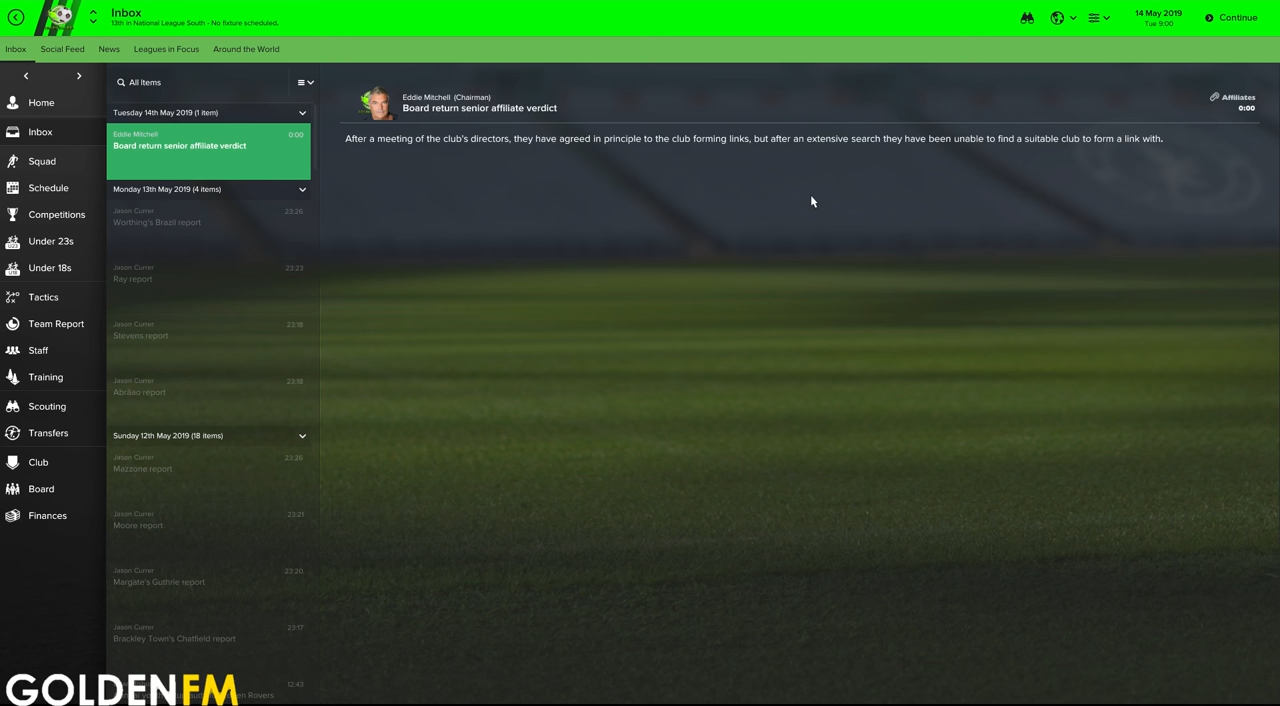 Inbox
13th in National League South - No fixture scheduled.
14 May 2019
Tue 9:00
Continue
Inbox
Social Feed
News
Leagues in Focus
Around the World
Home
Inbox
Squad
Schedule
Competitions
Under 23s
Under 18s
Tactics
Team Report
Staff
Training
Scouting
Transfers
Club
Board
Finances
All Items
Tuesday 14th May 2019 (1 item)
Eddie Mitchell 0:00
Board return senior affiliate verdict
Monday 13th May 2019 (4 items)
Jason Currer 23:26
Worthing's Brazil report
Jason Currer 23:23
Ray report
Jason Currer 23:18
Stevens report
Jason Currer 23:18
Abrãao report
Sunday 12th May 2019 (18 items)
Jason Currer 23:26
Mazzone report
Jason Currer 23:21
Moore report
Jason Currer 23:20
Margate's Guthrie report
Jason Currer 23:17
Brackley Town's Chatfield report
12:43
Rovers
Eddie Mitchell (Chairman)
Board return senior affiliate verdict
Affiliates
0:00
After a meeting of the club's directors, they have agreed in principle to the club forming links, but after an extensive search they have been unable to find a suitable club to form a link with.
GOLDENFM